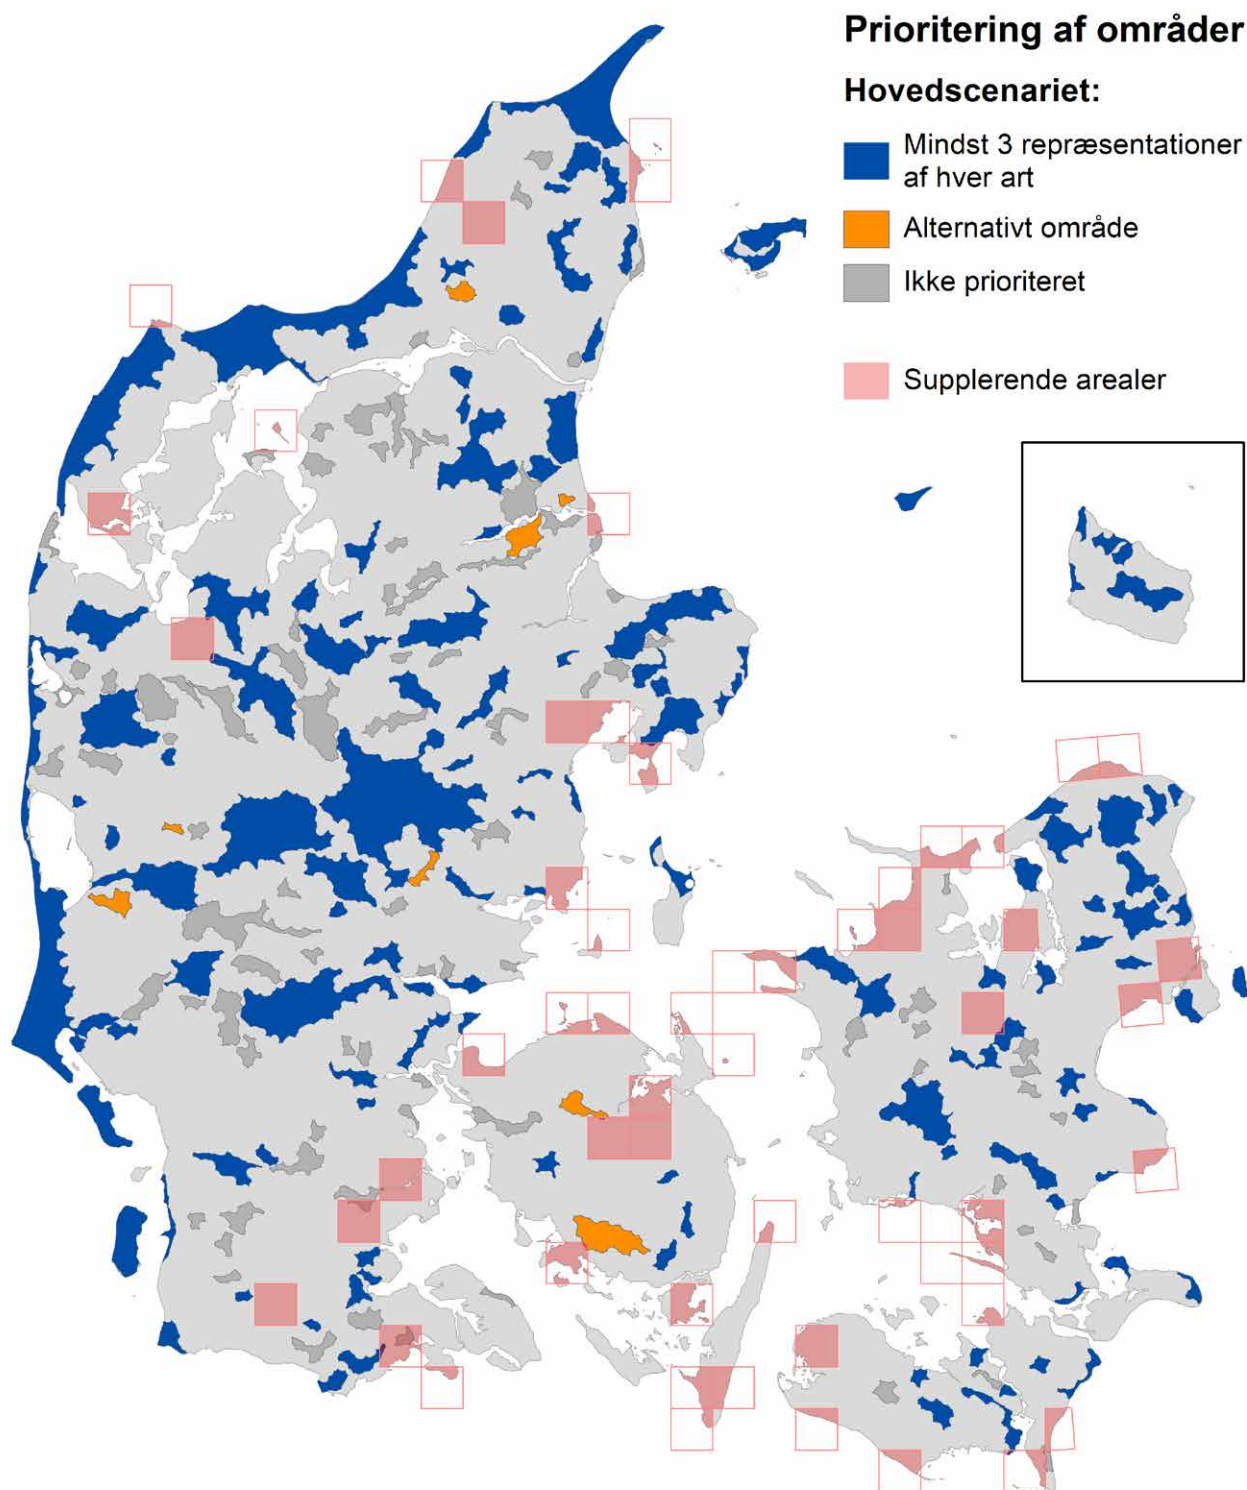 Prioritering af områder
Hovedscenariet:
Mindst 3 repræsentationer
af hver art
Alternativt område
Ikke prioriteret
Supplerende arealer